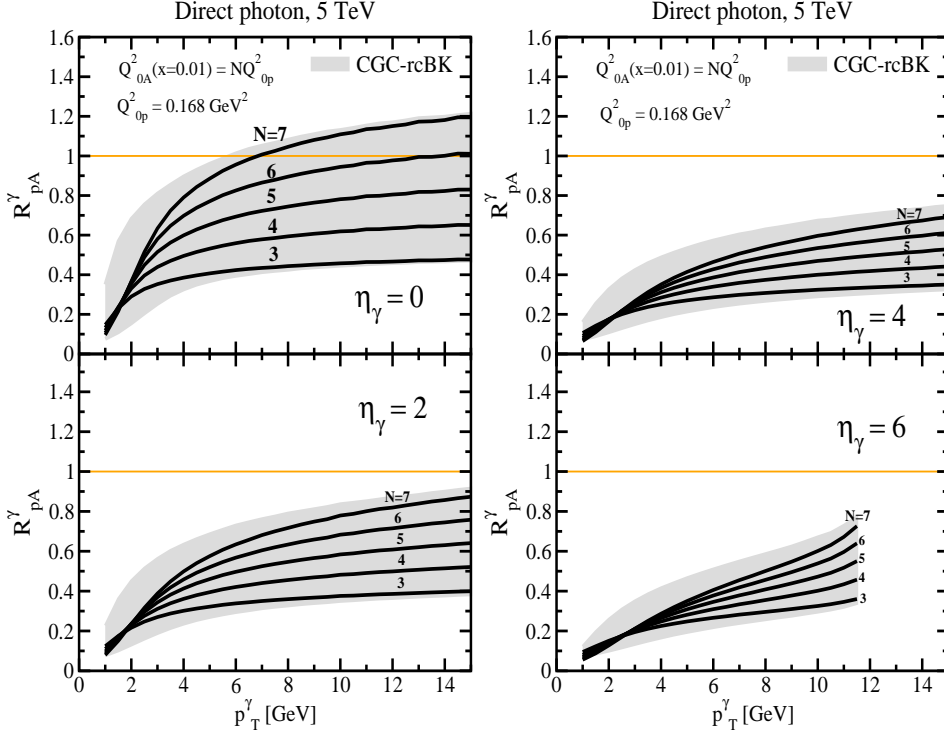 Direct photon, 5 TeV
Q²₀A(x=0.01) = NQ²₀p
CGC-rcBK
Q²₀p = 0.168 GeV²
N=7
6
5
4
3
η_γ = 0
R^γ_pA
0
0.2
0.4
0.6
0.8
1
1.2
1.4
1.6
Direct photon, 5 TeV
Q²₀A(x=0.01) = NQ²₀p
CGC-rcBK
Q²₀p = 0.168 GeV²
N=7
6
5
4
3
η_γ = 4
R^γ_pA
0
0.2
0.4
0.6
0.8
1
1.2
1.4
1.6
η_γ = 2
N=7
6
5
4
3
R^γ_pA
0
0.2
0.4
0.6
0.8
1
1.2
1.4
0 2 4 6 8 10 12 14
p^γ_T [GeV]
η_γ = 6
N=7
6
5
4
3
R^γ_pA
0
0.2
0.4
0.6
0.8
1
1.2
1.4
0 2 4 6 8 10 12 14
p^γ_T [GeV]